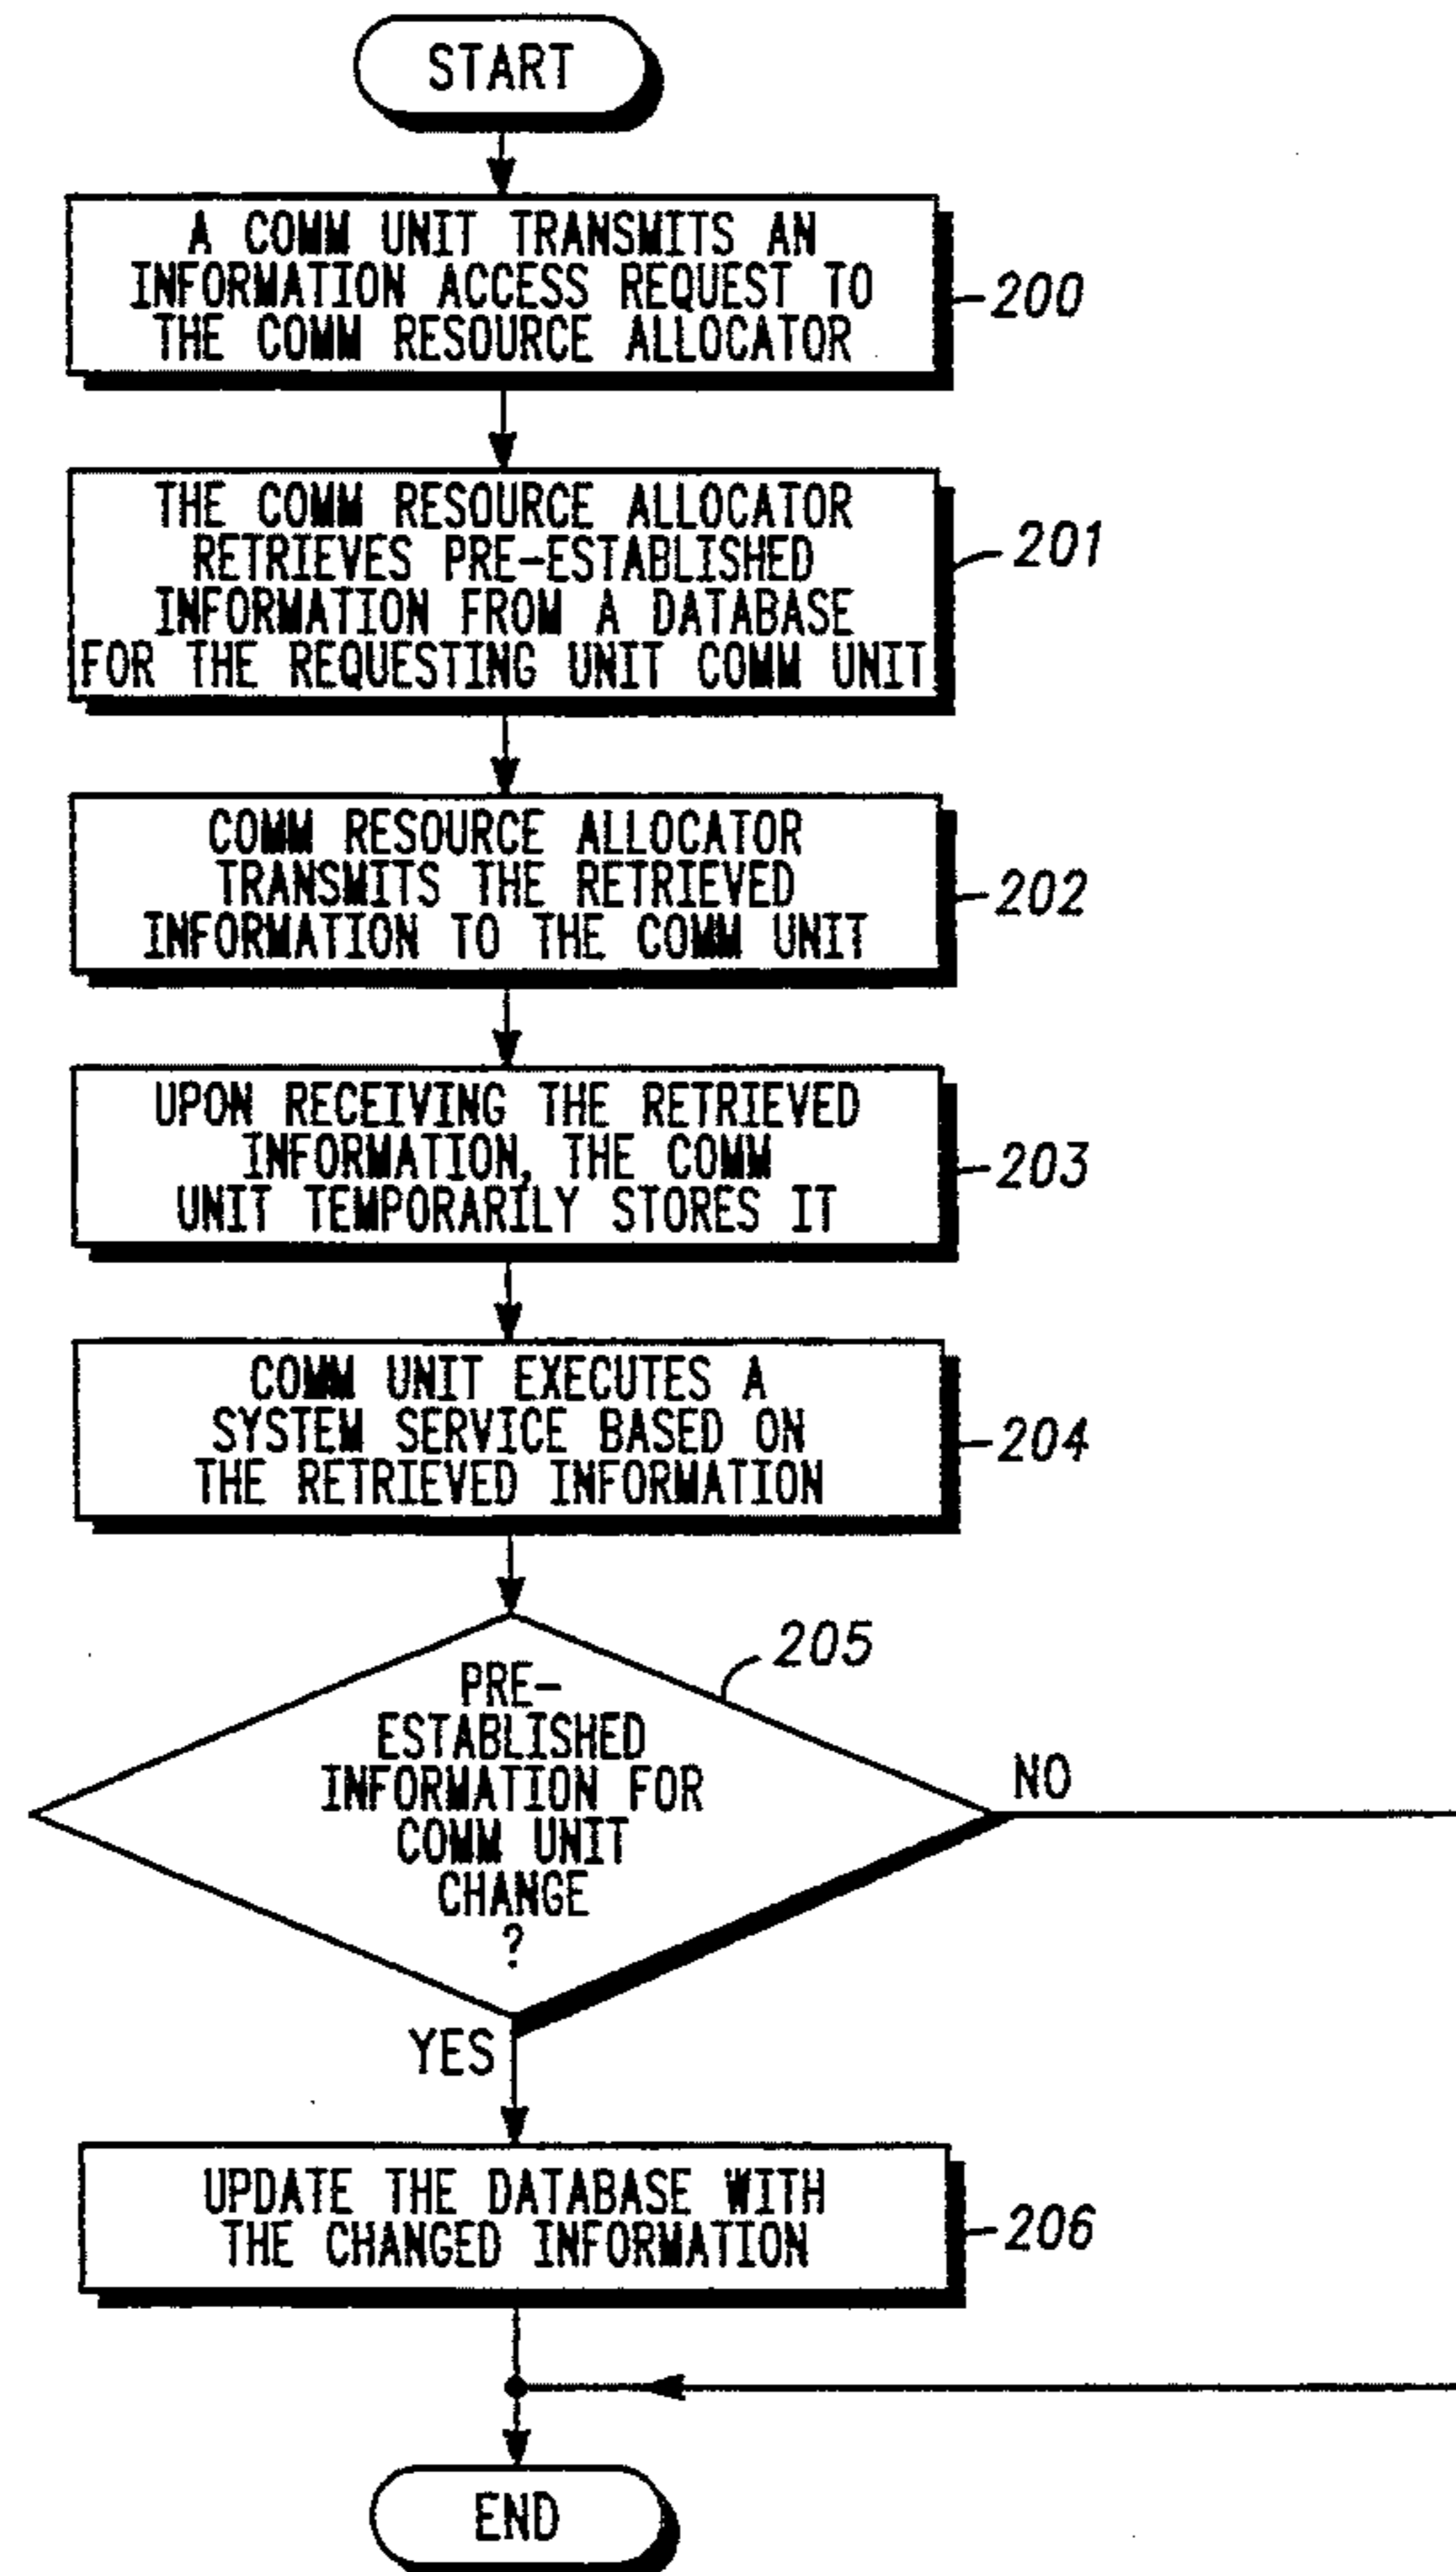 START
A COMM UNIT TRANSMITS AN
INFORMATION ACCESS REQUEST TO
THE COMM RESOURCE ALLOCATOR
200
THE COMM RESOURCE ALLOCATOR
RETRIEVES PRE-ESTABLISHED
INFORMATION FROM A DATABASE
FOR THE REQUESTING UNIT COMM UNIT
201
COMM RESOURCE ALLOCATOR
TRANSMITS THE RETRIEVED
INFORMATION TO THE COMM UNIT
202
UPON RECEIVING THE RETRIEVED
INFORMATION, THE COMM
UNIT TEMPORARILY STORES IT
203
COMM UNIT EXECUTES A
SYSTEM SERVICE BASED ON
THE RETRIEVED INFORMATION
204
205
PRE-
ESTABLISHED
INFORMATION FOR
COMM UNIT
CHANGE
?
NO
YES
UPDATE THE DATABASE WITH
THE CHANGED INFORMATION
206
END